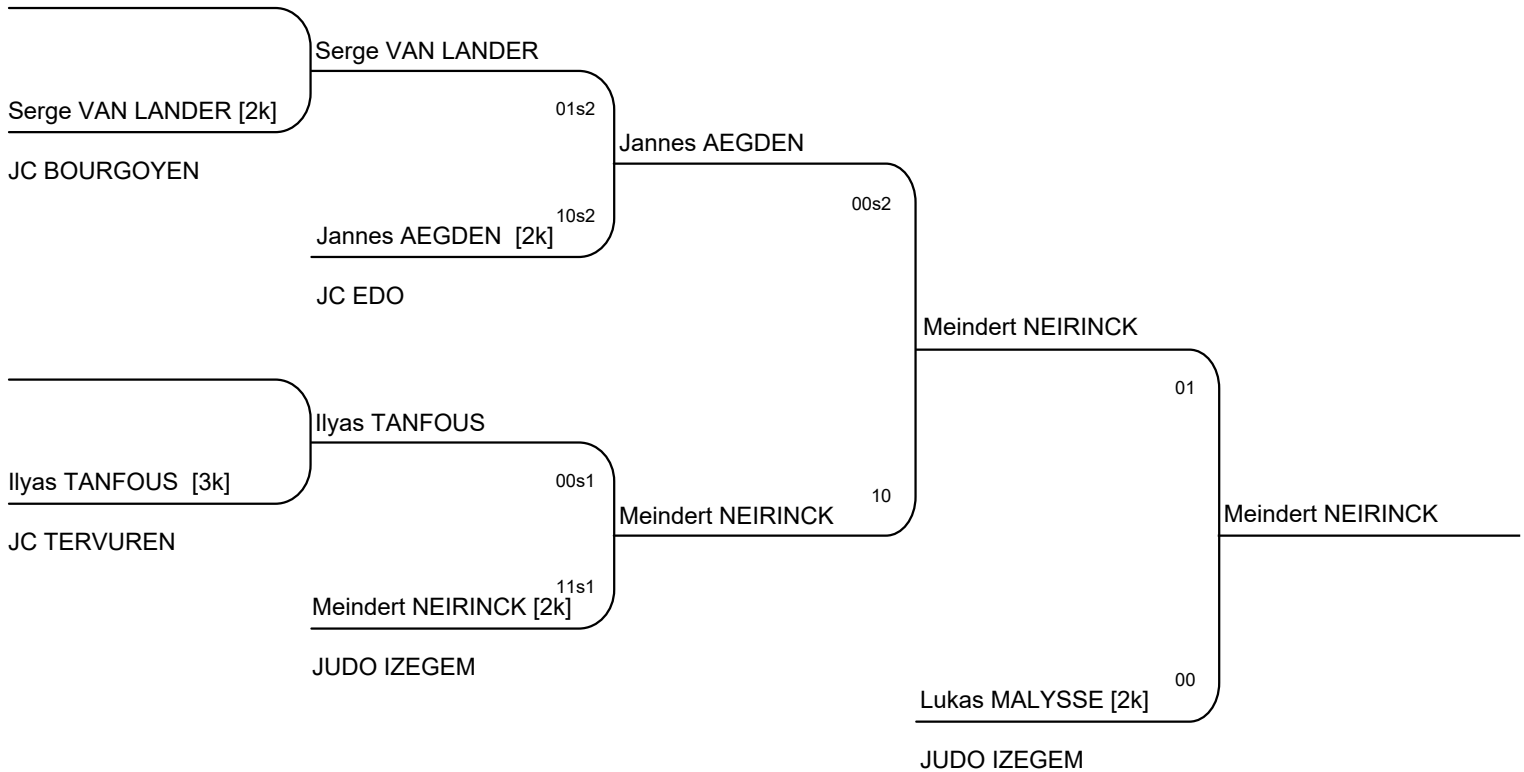 Serge VAN LANDER
Serge VAN LANDER [2k]
01s2
Jannes AEGDEN
JC BOURGOYEN
00s2
10s2
Jannes AEGDEN [2k]
JC EDO
Meindert NEIRINCK
01
Ilyas TANFOUS
Ilyas TANFOUS [3k]
00s1
10
Meindert NEIRINCK
Meindert NEIRINCK
JC TERVUREN
11s1
Meindert NEIRINCK [2k]
JUDO IZEGEM
00
Lukas MALYSSE [2k]
JUDO IZEGEM